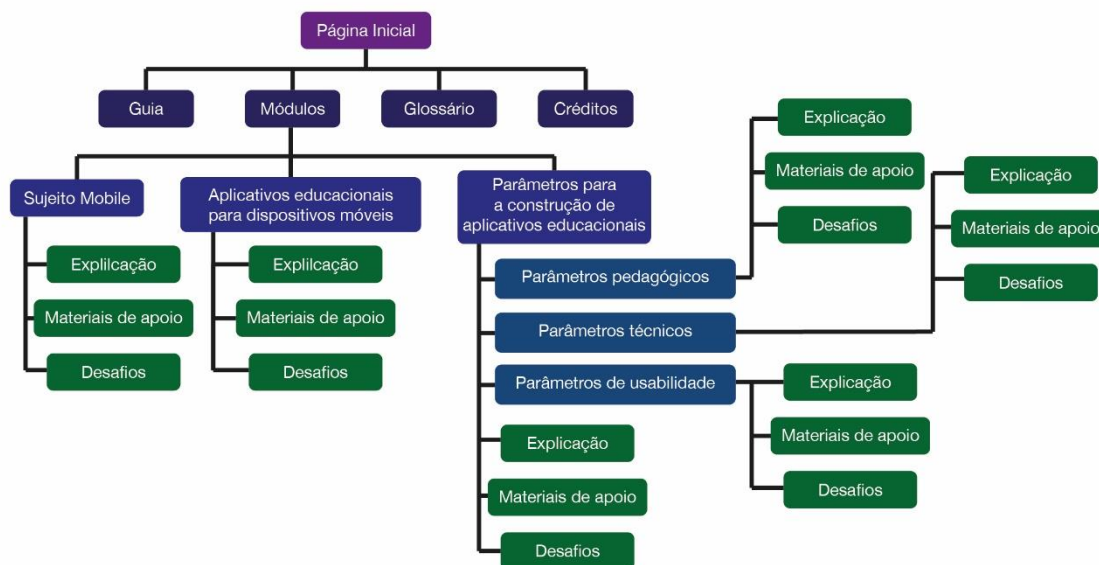 Página Inicial
Guia
Módulos
Glossário
Créditos
Sujeito Mobile
Explilcação
Materiais de apoio
Desafios
Aplicativos educacionais
para dispositivos móveis
Explilcação
Materiais de apoio
Desafios
Parâmetros para
a construção de
aplicativos educacionais
Parâmetros pedagógicos
Explicação
Materiais de apoio
Desafios
Parâmetros técnicos
Explicação
Materiais de apoio
Desafios
Parâmetros de usabilidade
Explicação
Materiais de apoio
Desafios
Explicação
Materiais de apoio
Desafios